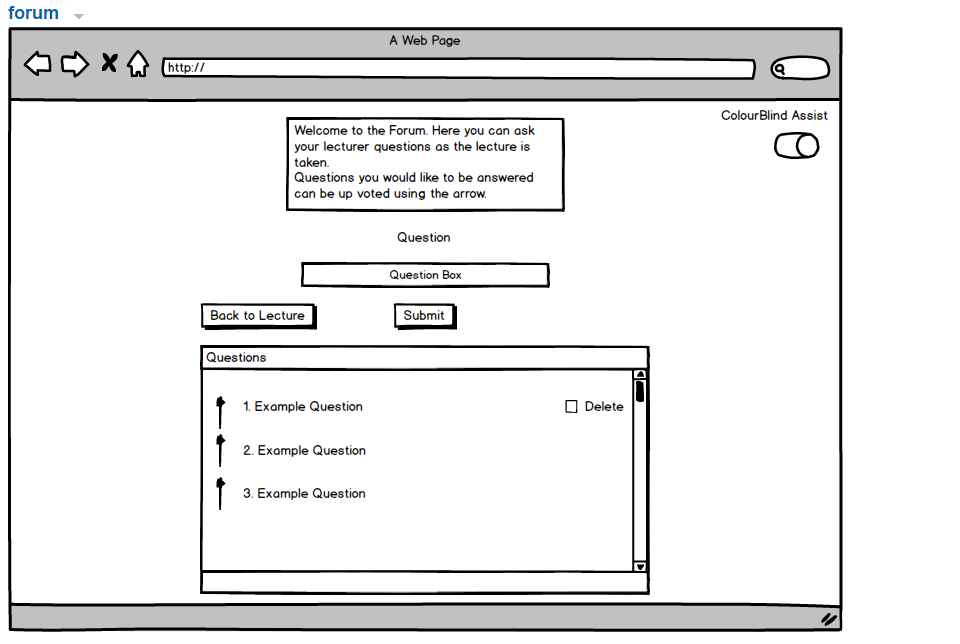 forum
A Web Page
http://
ColourBlind Assist
Welcome to the Forum. Here you can ask
your lecturer questions as the lecture is
taken.
Questions you would like to be answered
can be up voted using the arrow.
Question
Question Box
Back to Lecture
Submit
Questions
1. Example Question
Delete
2. Example Question
3. Example Question